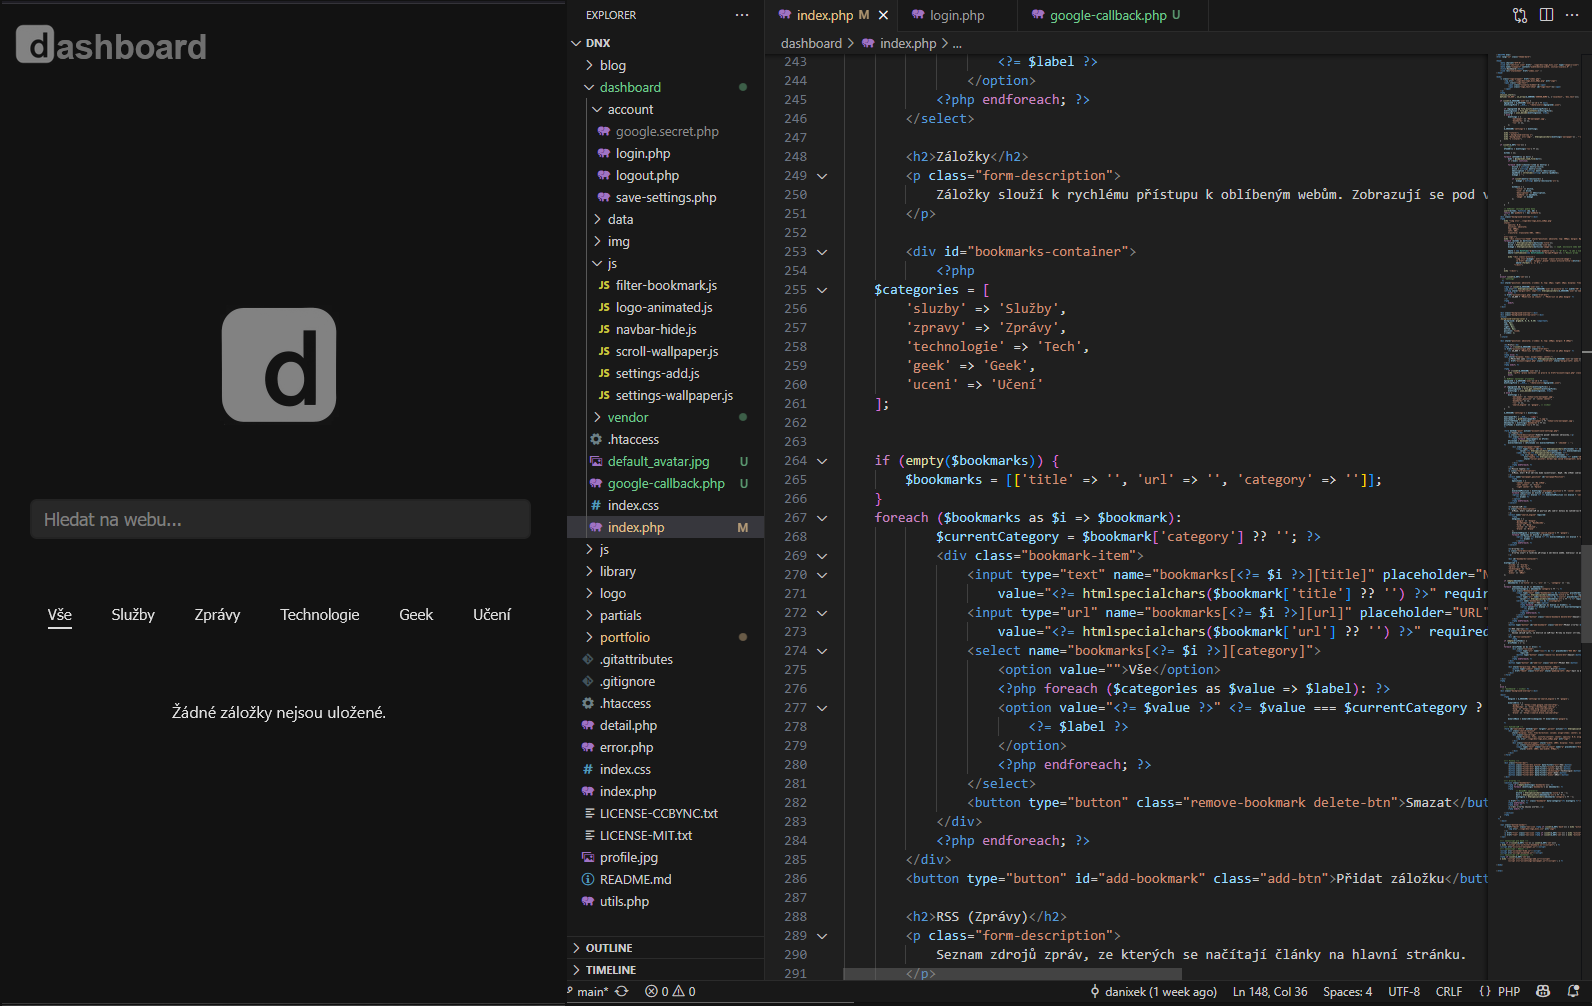 dashboard
d
Hledat na webu...
Vše Služby Zprávy Technologie Geek Učení
Žádné záložky nejsou uložené.
EXPLORER ...
DNX
blog
dashboard
account
google.secret.php
login.php
logout.php
save-settings.php
data
img
js
JS filter-bookmark.js
JS logo-animated.js
JS navbar-hide.js
JS scroll-wallpaper.js
JS settings-add.js
JS settings-wallpaper.js
vendor
.htaccess
default_avatar.jpg U
google-callback.php U
# index.css
index.php M
js
library
logo
partials
portfolio
.gitattributes
.gitignore
.htaccess
detail.php
error.php
# index.css
index.php
LICENSE-CCBYNC.txt
LICENSE-MIT.txt
profile.jpg
README.md
utils.php
OUTLINE
TIMELINE
index.php M login.php google-callback.php U ...
dashboard > index.php > ...
243 <?= $label ?>
244 </option>
245 <?php endforeach; ?>
246 </select>
247
248 <h2>Záložky</h2>
249 <p class="form-description">
250 Záložky slouží k rychlému přístupu k oblíbeným webům. Zobrazují se pod v
251 </p>
252
253 <div id="bookmarks-container">
254 <?php
255 $categories = [
256 'sluzby' => 'Služby',
257 'zpravy' => 'Zprávy',
258 'technologie' => 'Tech',
259 'geek' => 'Geek',
260 'uceni' => 'Učení'
261 ];
262
263
264 if (empty($bookmarks)) {
265 $bookmarks = [['title' => '', 'url' => '', 'category' => '']];
266 }
267 foreach ($bookmarks as $i => $bookmark):
268 $currentCategory = $bookmark['category'] ?? ''; ?>
269 <div class="bookmark-item">
270 <input type="text" name="bookmarks[<?= $i ?>][title]" placeholder="N
271 value="<?= htmlspecialchars($bookmark['title'] ?? '') ?>" require
272 <input type="url" name="bookmarks[<?= $i ?>][url]" placeholder="URL"
273 value="<?= htmlspecialchars($bookmark['url'] ?? '') ?>" required
274 <select name="bookmarks[<?= $i ?>][category]">
275 <option value="">Vše</option>
276 <?php foreach ($categories as $value => $label): ?>
277 <option value="<?= $value ?>" <?= $value === $currentCategory ?
278 <?= $label ?>
279 </option>
280 <?php endforeach; ?>
281 </select>
282 <button type="button" class="remove-bookmark delete-btn">Smazat</but
283 </div>
284 <?php endforeach; ?>
285 </div>
286 <button type="button" id="add-bookmark" class="add-btn">Přidat záložku</butt
287
288 <h2>RSS (Zprávy)</h2>
289 <p class="form-description">
290 Seznam zdrojů zpráv, ze kterých se načítají články na hlavní stránku.
291 </p>
main* 0 0 danixek (1 week ago) Ln 148, Col 36 Spaces: 4 UTF-8 CRLF {} PHP